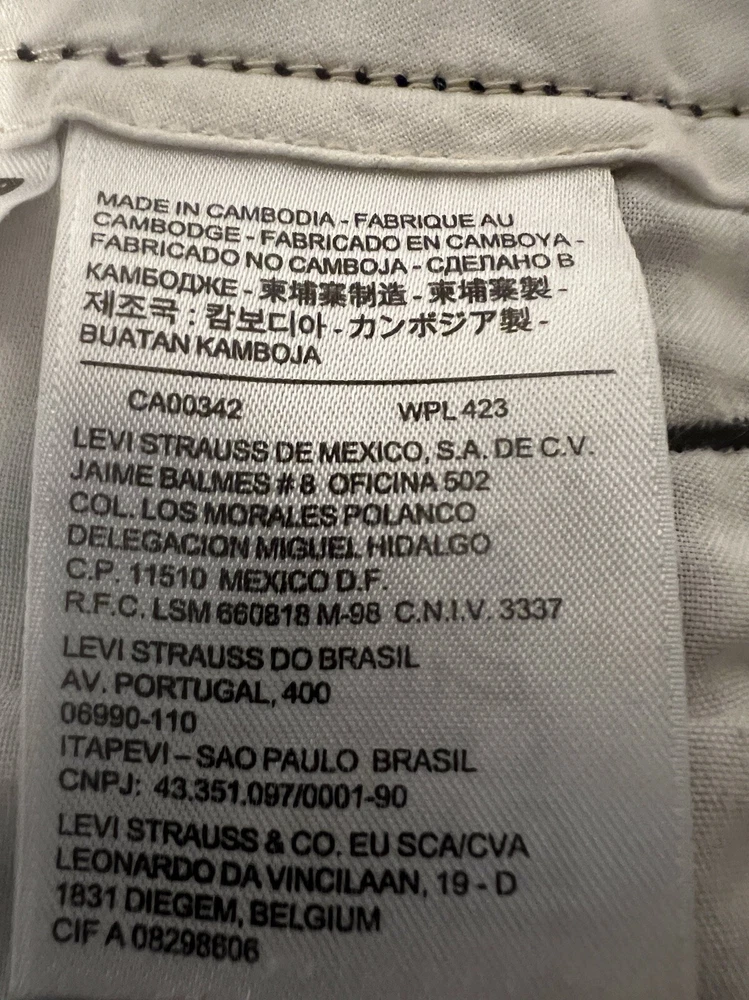 MADE IN CAMBODIA - FABRIQUE AU
CAMBODGE - FABRICADO EN CAMBOYA -
FABRICADO NO CAMBOJA - СДЕЛАНО В
КАМБОДЖЕ - 柬埔寨制造 - 柬埔寨製 -
제조국 : 캄보디아 - カンボジア製 -
BUATAN KAMBOJA
CA00342 WPL 423
LEVI STRAUSS DE MEXICO, S.A. DE C.V.
JAIME BALMES # 8 OFICINA 502
COL. LOS MORALES POLANCO
DELEGACION MIGUEL HIDALGO
C.P. 11510 MEXICO D.F.
R.F.C. LSM 660818 M-98 C.N.I.V. 3337
LEVI STRAUSS DO BRASIL
AV. PORTUGAL, 400
06990-110
ITAPEVI – SAO PAULO BRASIL
CNPJ: 43.351.097/0001-90
LEVI STRAUSS & CO. EU SCA/CVA
LEONARDO DA VINCILAAN, 19 - D
1831 DIEGEM, BELGIUM
CIF A 08298606